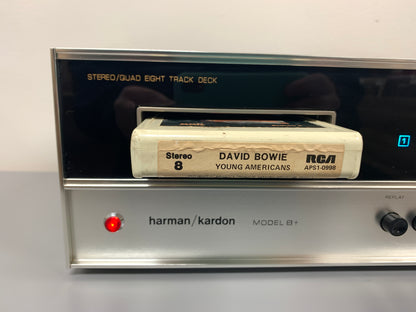 STEREO/QUAD EIGHT TRACK DECK
1
Stereo
8
DAVID BOWIE
YOUNG AMERICANS
RCA
APS1-0998
REPLAY
harman/kardon
MODEL 8+